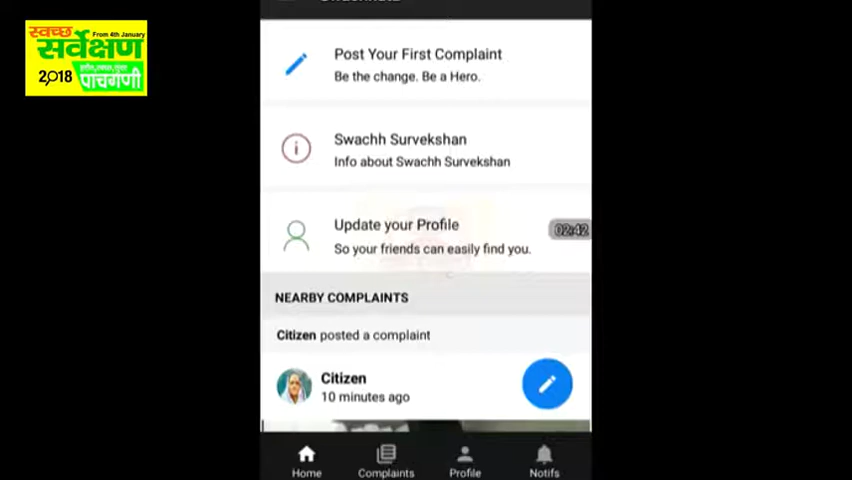 स्वच्छ
From 4th January
सर्वेक्षण
2018
पाचगणी
Post Your First Complaint
Be the change. Be a Hero.
Swachh Survekshan
Info about Swachh Survekshan
Update your Profile
So your friends can easily find you.
02:42
NEARBY COMPLAINTS
Citizen posted a complaint
Citizen
10 minutes ago
Home
Complaints
Profile
Notifs